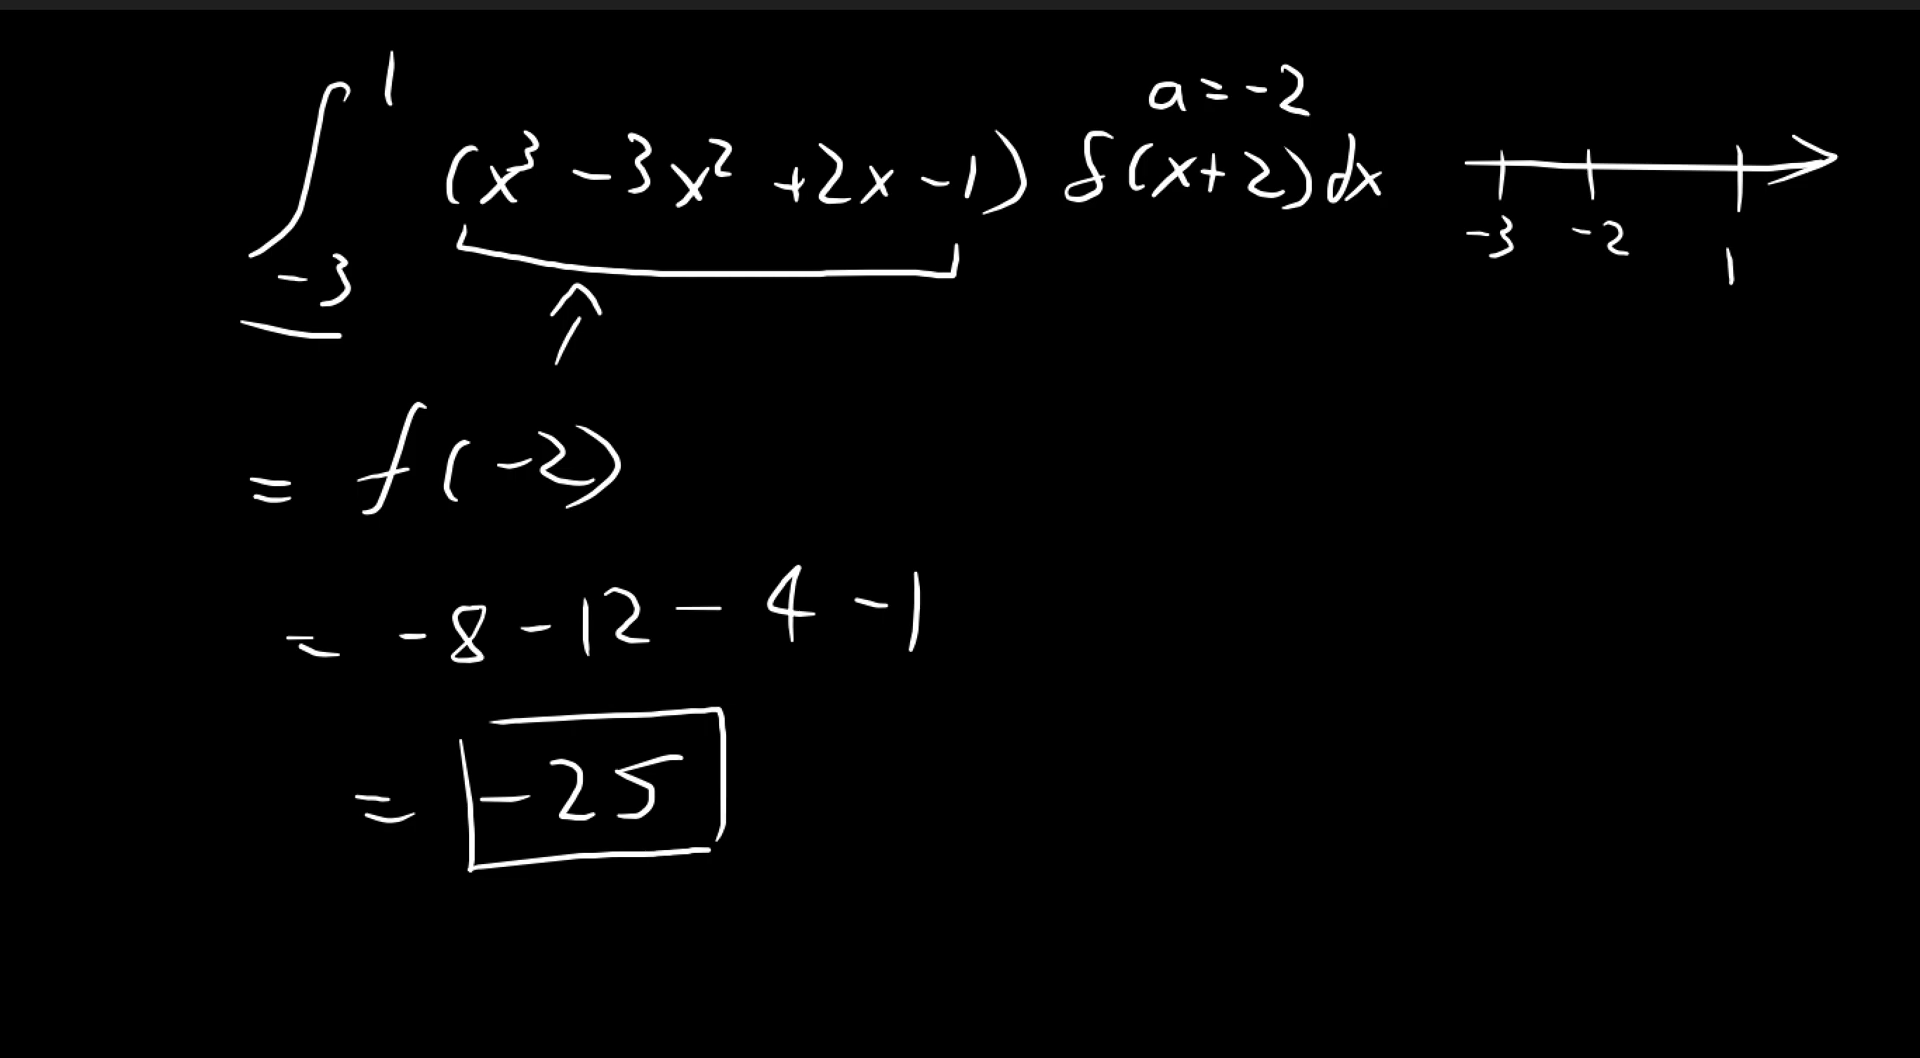 a = -2
∫_{-3}^{1} (x³ - 3x² + 2x - 1) δ(x+2) dx
-3 -2 1
= f(-2)
= -8 - 12 - 4 - 1
= -25